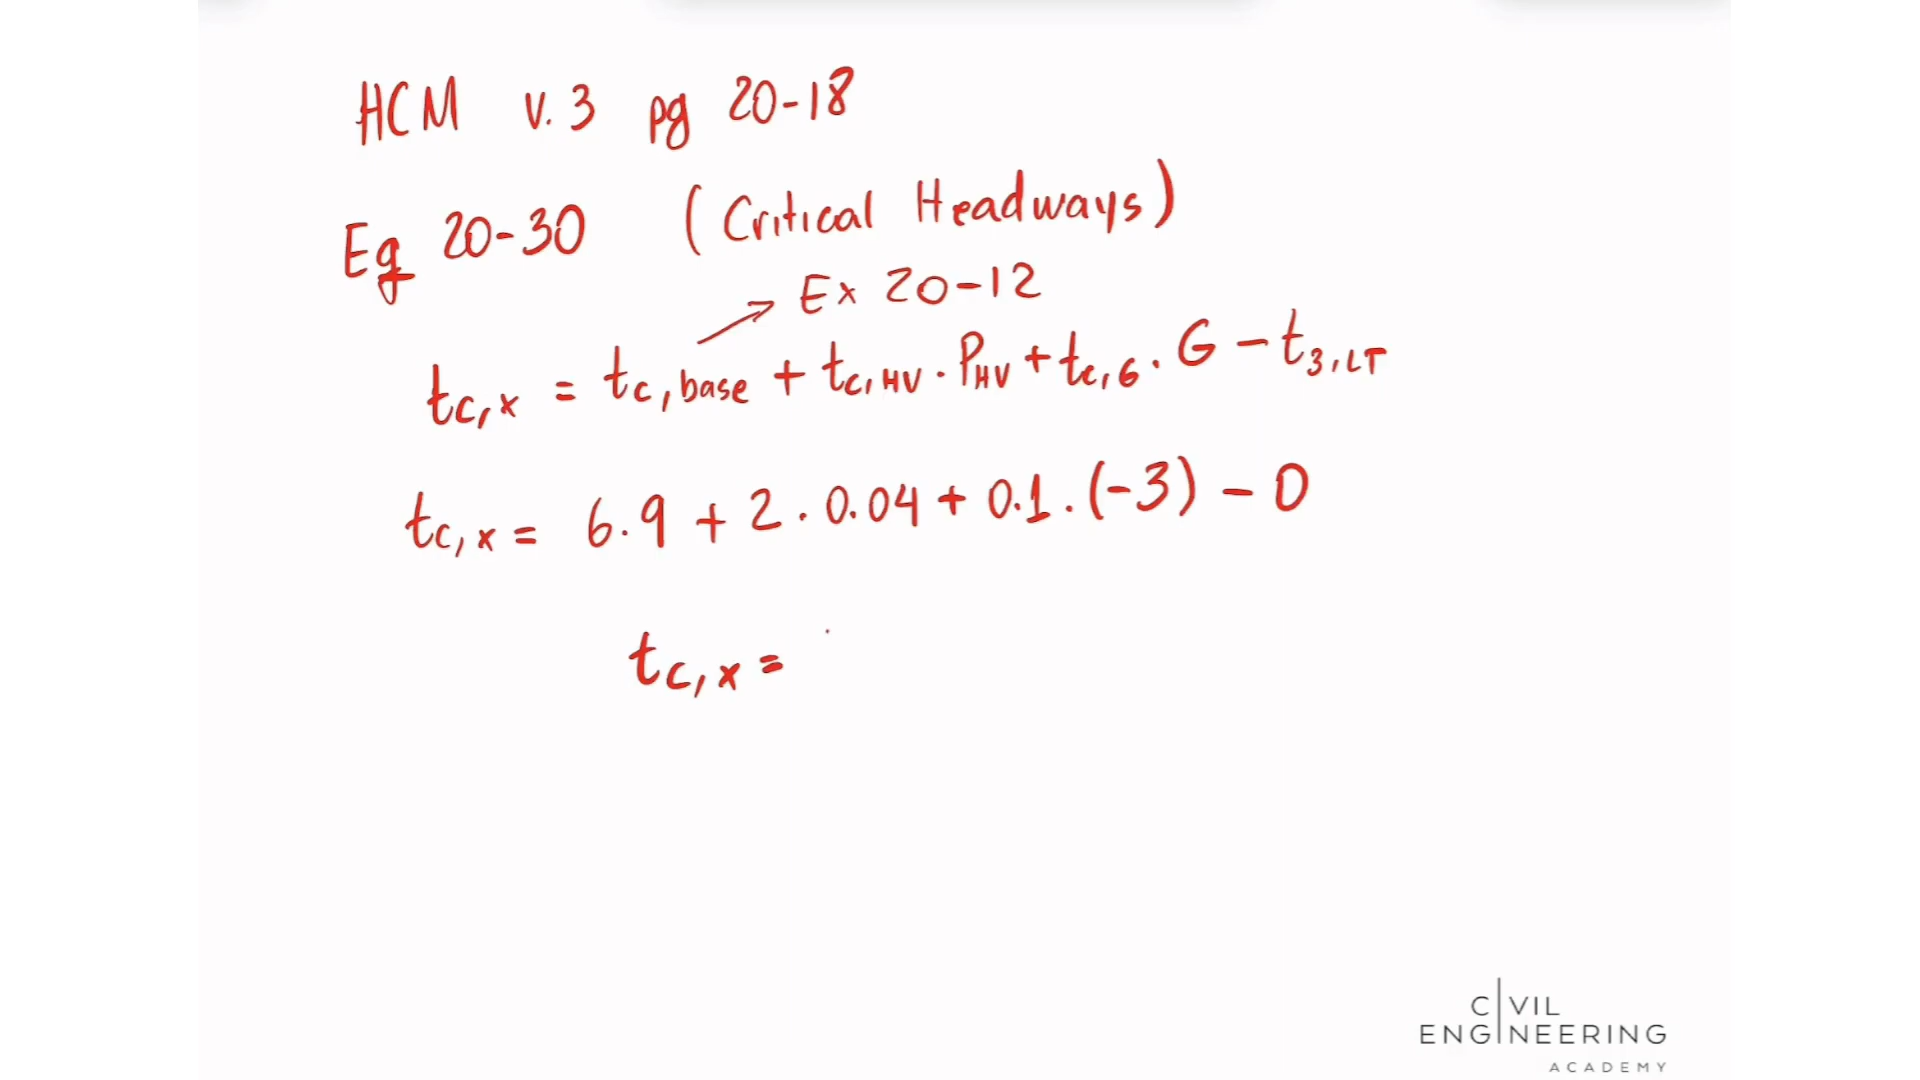 HCM v. 3 pg 20-18
Eq 20-30 (Critical Headways)
Ex 20-12
tc,x = tc,base + tc,HV · PHV + tc,G · G - t3,LT
tc,x = 6.9 + 2 · 0.04 + 0.1 · (-3) - 0
tc,x =
CIVIL
ENGINEERING
ACADEMY